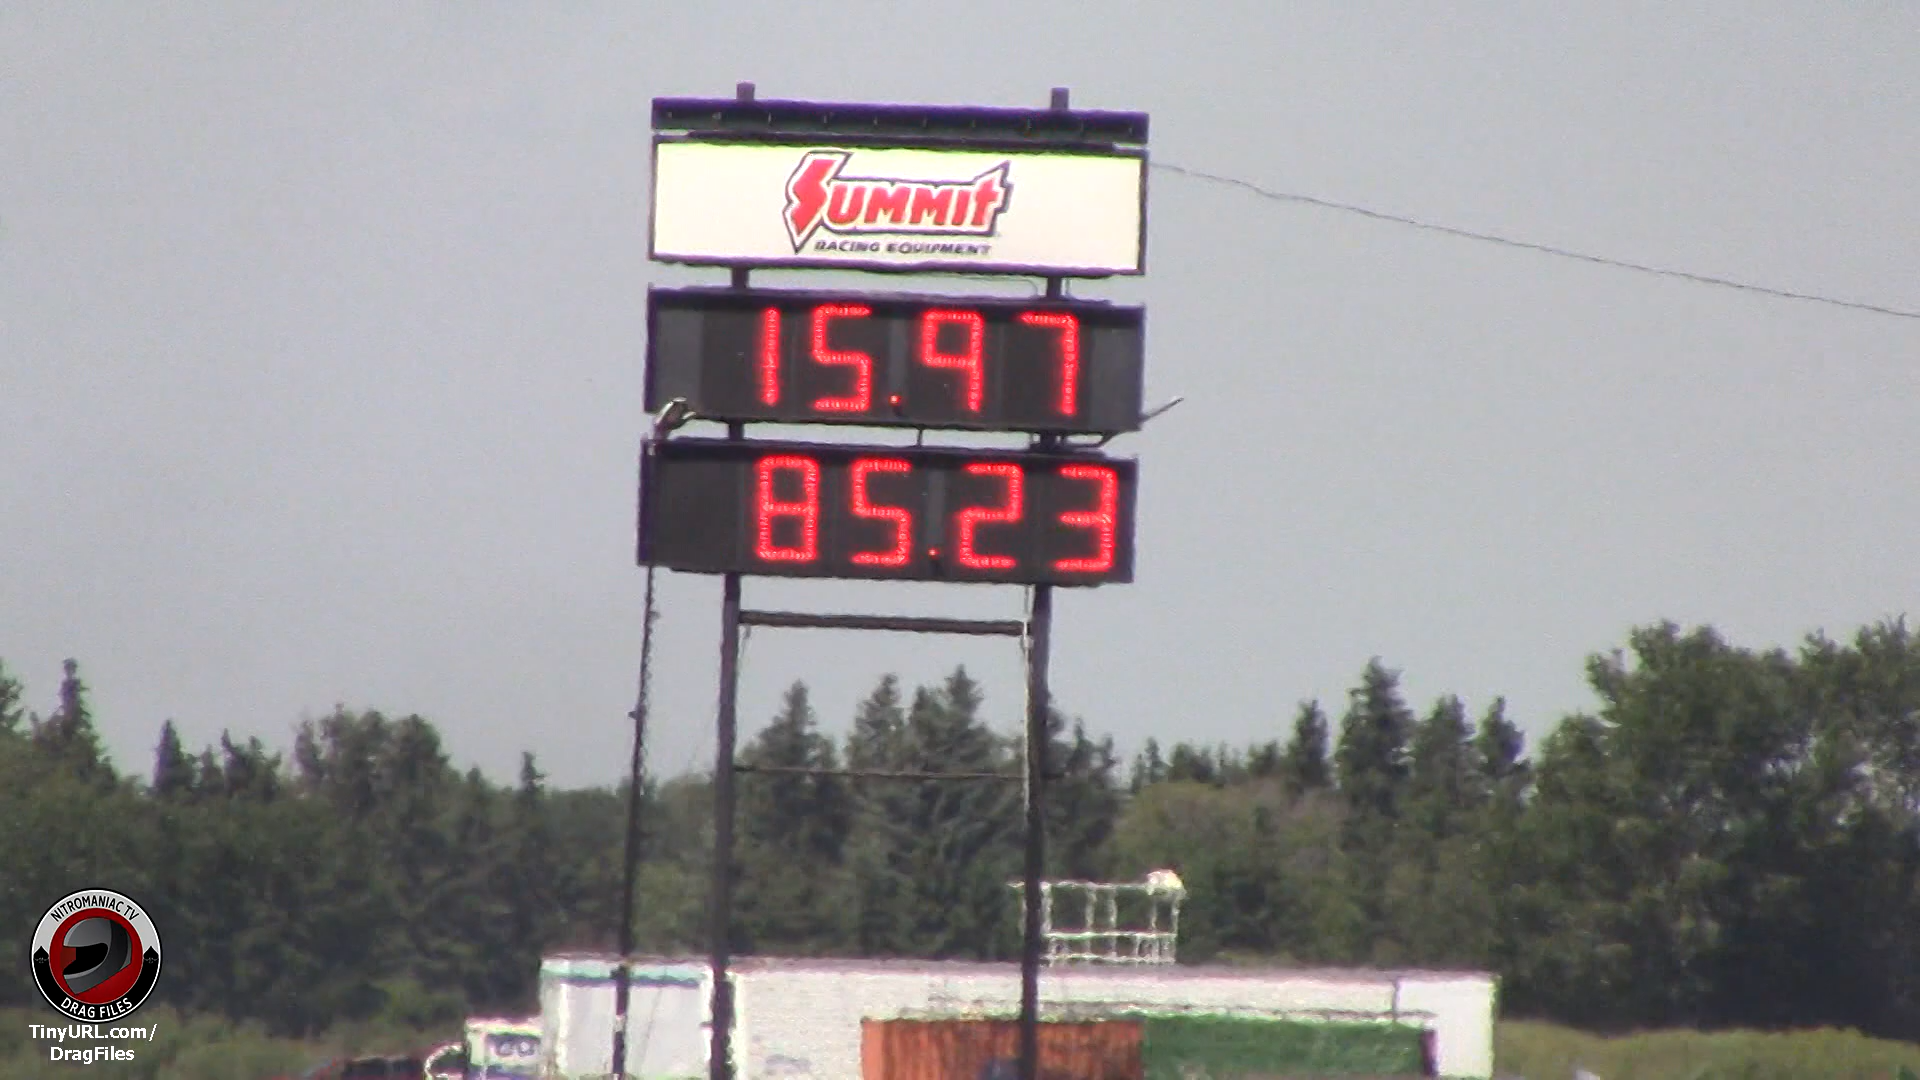 SUMMit
RACING EQUIPMENT
15.97
85.23
NITROMANIAC TV
DRAG FILES
TinyURL.com/
DragFiles